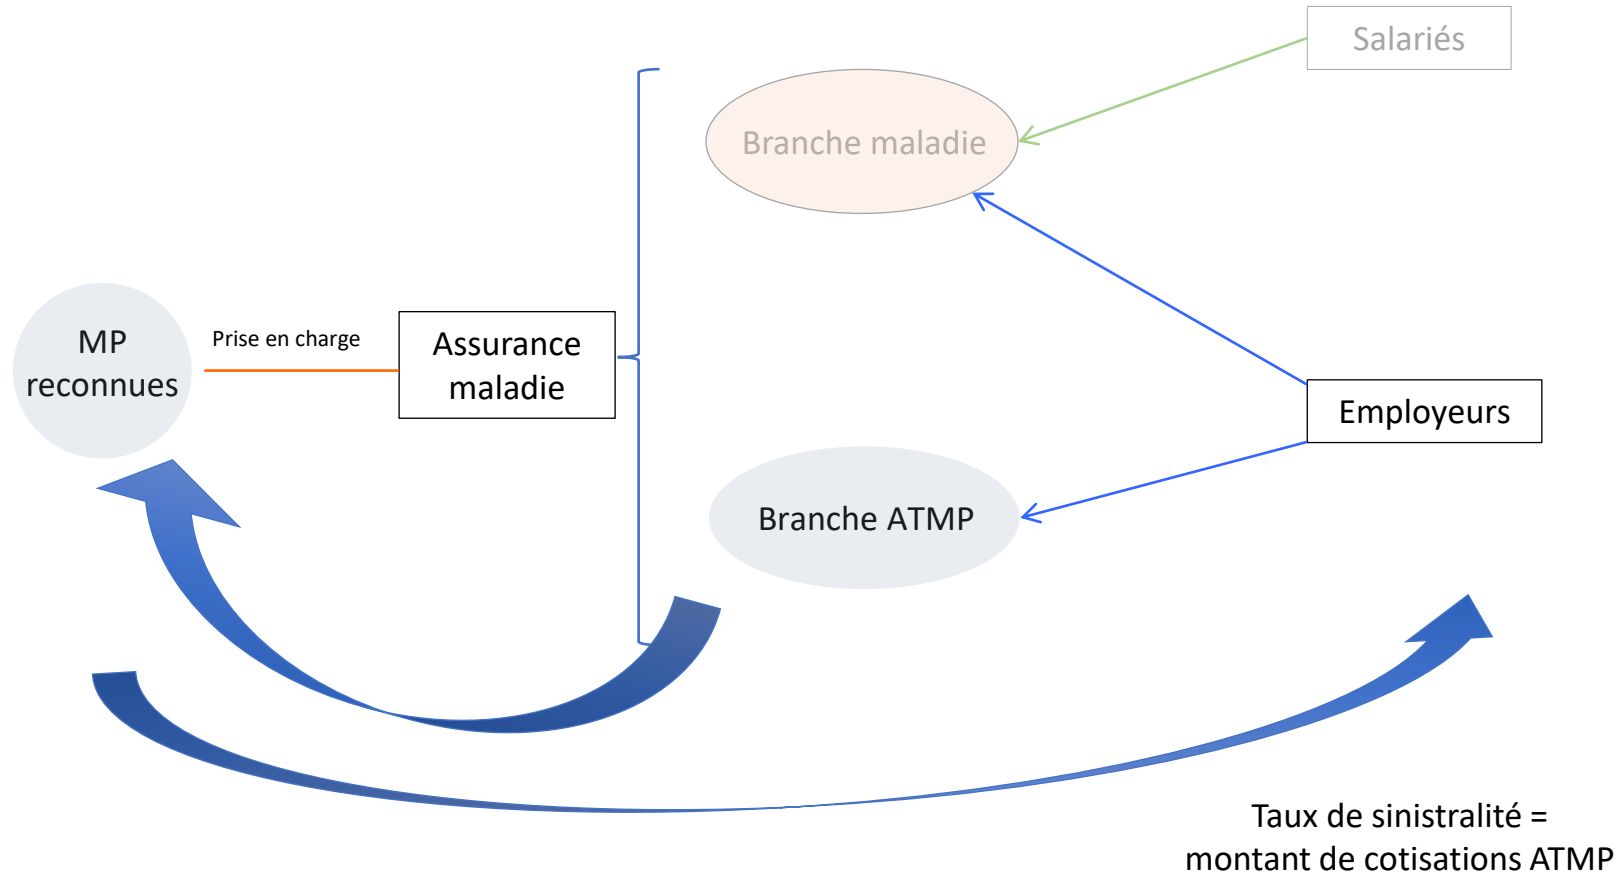 Salariés
Branche maladie
MP
reconnues
Prise en charge
Assurance
maladie
Employeurs
Branche ATMP
Taux de sinistralité =
montant de cotisations ATMP